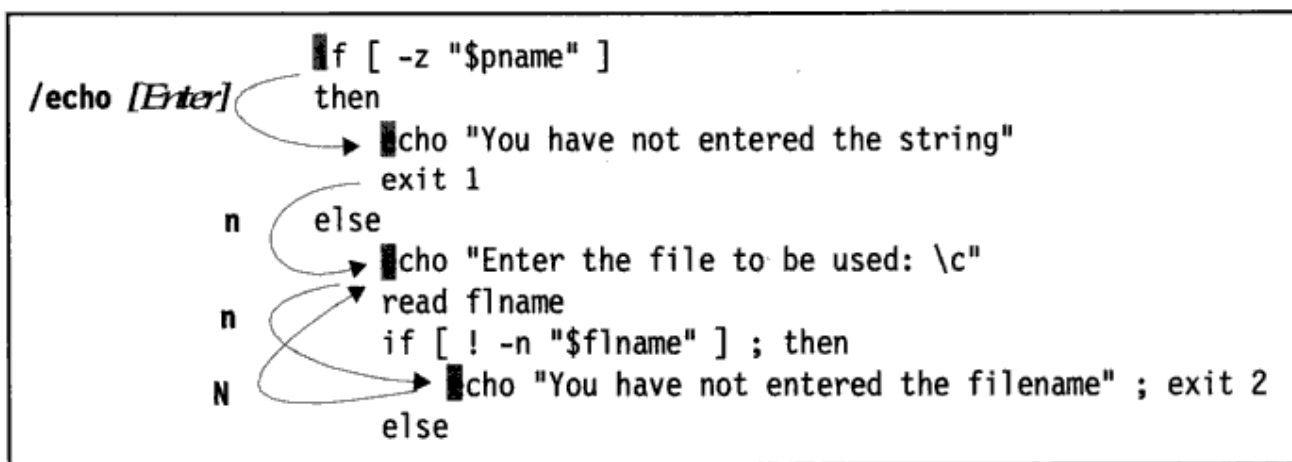 if [ -z "$pname" ]
/echo [Enter] then
echo "You have not entered the string"
exit 1
n else
echo "Enter the file to be used: \c"
n read flname
if [ ! -n "$flname" ] ; then
N echo "You have not entered the filename" ; exit 2
else